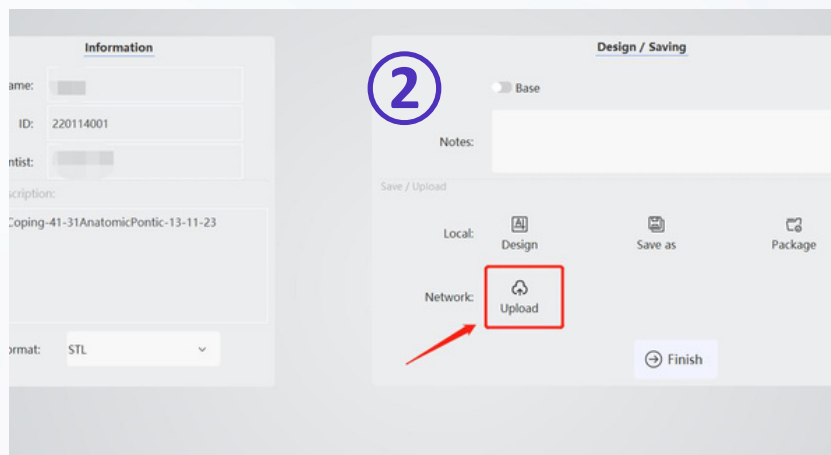 Information
ame:
ID: 220114001
ntist:
scription:
Coping-41-31AnatomicPontic-13-11-23
ormat: STL
②
Design / Saving
Base
Notes:
Save / Upload
Local: Design Save as Package
Network: Upload
Finish